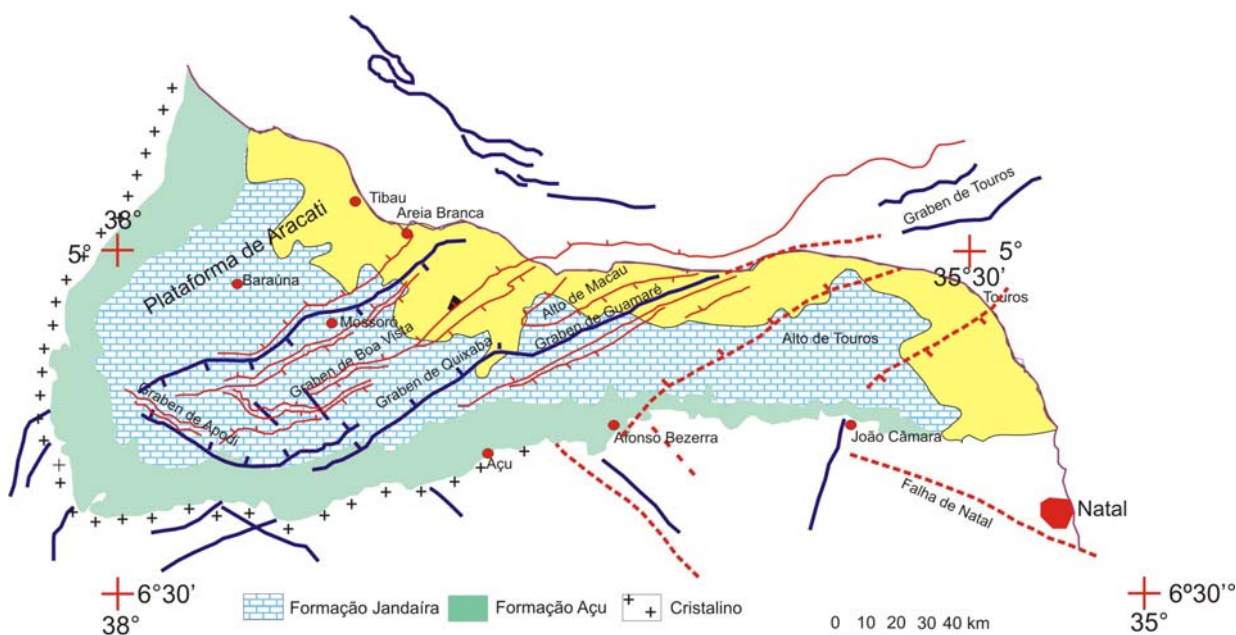 Graben de Touros
Tibau
Areia Branca
38°
5°
Plataforma de Aracati
5°
35°30'
Baraúna
Alto de Macau
Touros
Graben de Guamaré
Mossoró
Alto de Touros
Graben de Boa Vista
Graben de Quixaba
Graben de Apodi
Afonso Bezerra
João Câmara
Açu
Falha de Natal
Natal
6°30'
38°
Formação Jandaíra
Formação Açu
Cristalino
0 10 20 30 40 km
6º30'°
35°